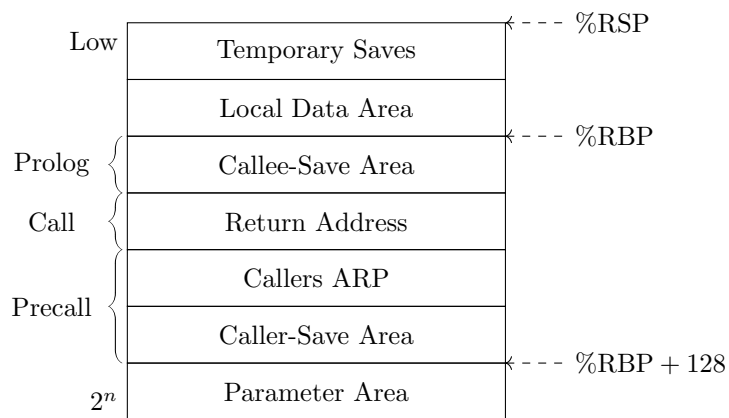 %RSP
Low
Temporary Saves
Local Data Area
%RBP
Prolog
Callee-Save Area
Call
Return Address
Callers ARP
Precall
Caller-Save Area
%RBP + 128
2ⁿ
Parameter Area